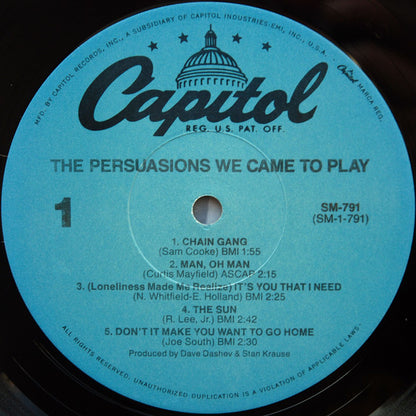 MFD. BY CAPITOL RECORDS, INC., A SUBSIDIARY OF CAPITOL INDUSTRIES-EMI, INC., U.S.A.
Capitol MARCA REG.
Capitol
REG. U.S. PAT. OFF.
THE PERSUASIONS WE CAME TO PLAY
1
SM-791
(SM-1-791)
1. CHAIN GANG
(Sam Cooke) BMI 1:55
2. MAN, OH MAN
(Curtis Mayfield) ASCAP 2:15
3. (Loneliness Made Me Realize) IT'S YOU THAT I NEED
(N. Whitfield-E. Holland) BMI 2:25
4. THE SUN
(R. Lee, Jr.) BMI 2:42
5. DON'T IT MAKE YOU WANT TO GO HOME
(Joe South) BMI 2:30
Produced by Dave Dashev & Stan Krause
ALL RIGHTS RESERVED. UNAUTHORIZED DUPLICATION IS A VIOLATION OF APPLICABLE LAWS